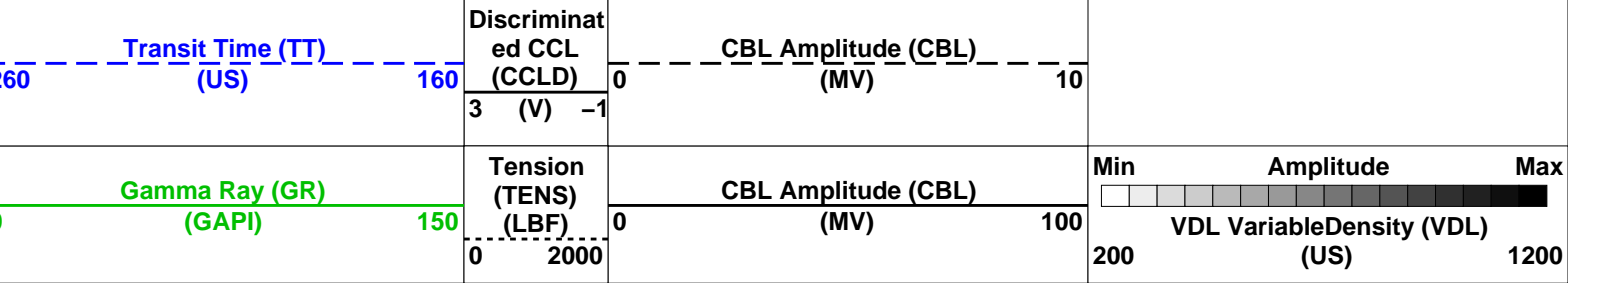 Transit Time (TT)
260 (US) 160
Discriminat
ed CCL
(CCLD)
3 (V) −1
CBL Amplitude (CBL)
0 (MV) 10
Gamma Ray (GR)
(GAPI) 150
Tension
(TENS)
(LBF)
0 2000
CBL Amplitude (CBL)
0 (MV) 100
Min Amplitude Max
VDL VariableDensity (VDL)
200 (US) 1200